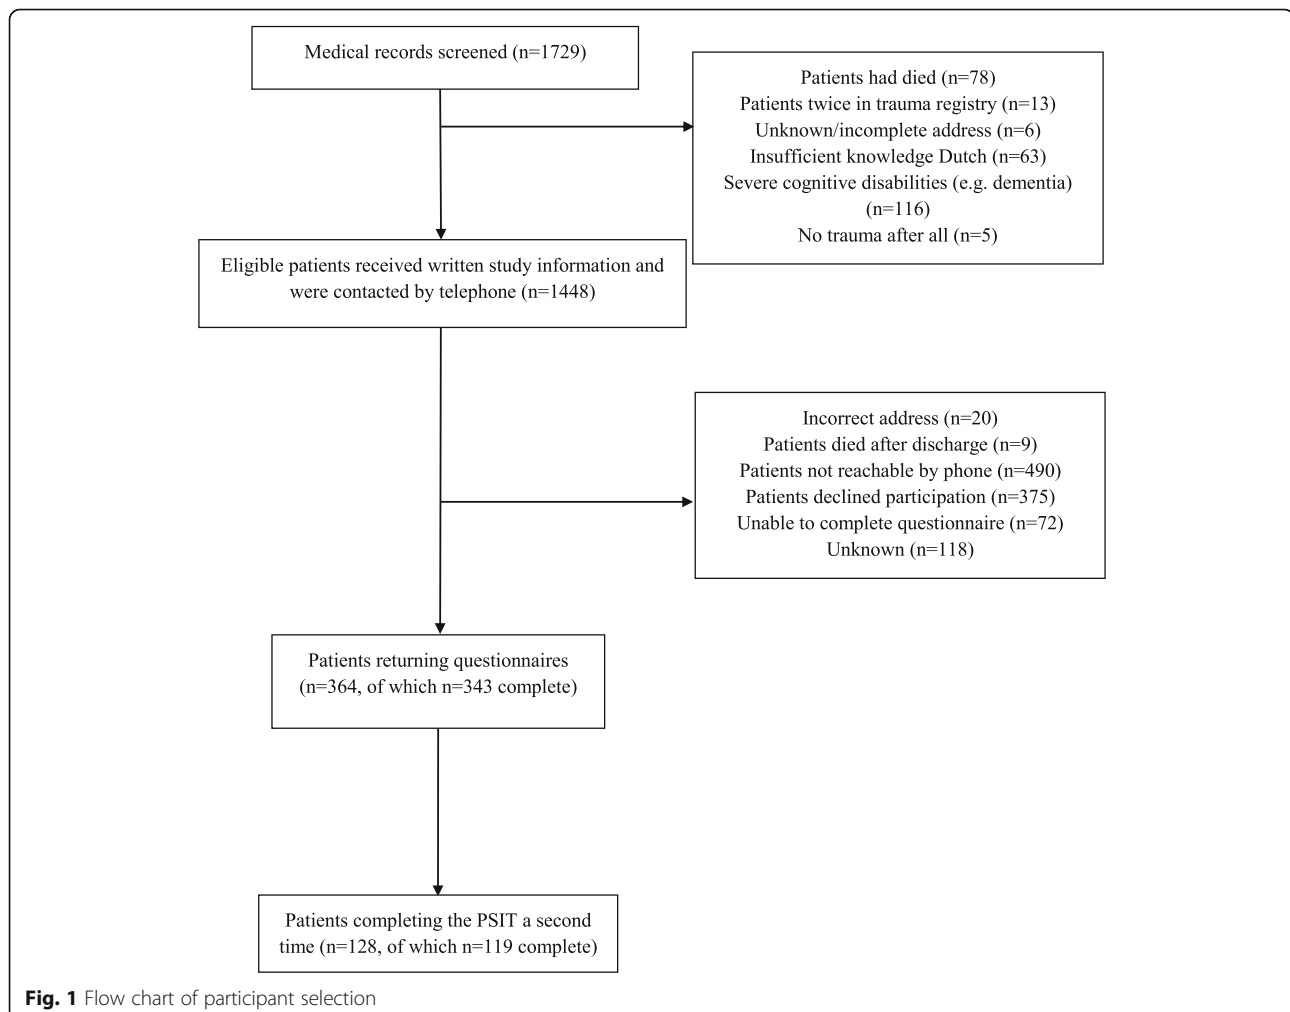 Medical records screened (n=1729)
Patients had died (n=78)
Patients twice in trauma registry (n=13)
Unknown/incomplete address (n=6)
Insufficient knowledge Dutch (n=63)
Severe cognitive disabilities (e.g. dementia)
(n=116)
No trauma after all (n=5)
Eligible patients received written study information and
were contacted by telephone (n=1448)
Incorrect address (n=20)
Patients died after discharge (n=9)
Patients not reachable by phone (n=490)
Patients declined participation (n=375)
Unable to complete questionnaire (n=72)
Unknown (n=118)
Patients returning questionnaires
(n=364, of which n=343 complete)
Patients completing the PSIT a second
time (n=128, of which n=119 complete)
Fig. 1 Flow chart of participant selection